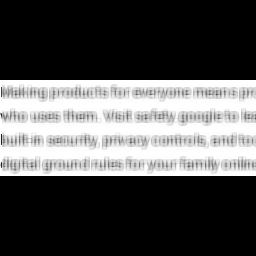 Making products for everyone means
who uses them. Visit safety google to
built-in security, privacy controls, and
digital ground rules for your family online